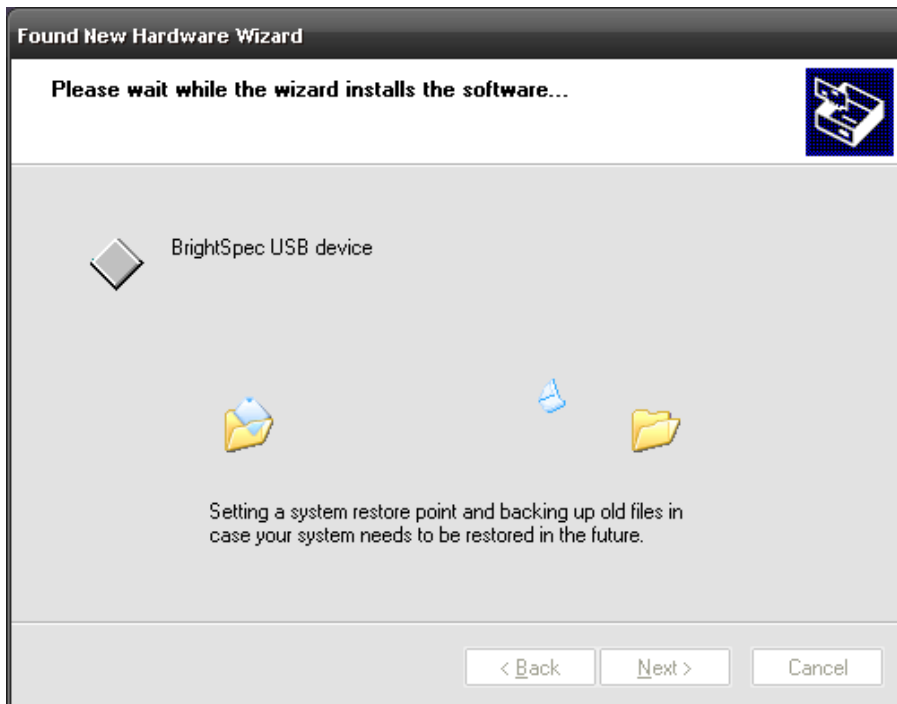 Found New Hardware Wizard
Please wait while the wizard installs the software...
BrightSpec USB device
Setting a system restore point and backing up old files in
case your system needs to be restored in the future.
< Back Next > Cancel